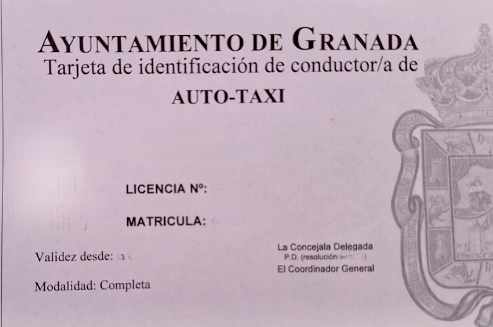 AYUNTAMIENTO DE GRANADA
Tarjeta de identificación de conductor/a de
AUTO-TAXI
LICENCIA Nº:
MATRICULA:
Validez desde:
La Concejala Delegada
P.D. (resolución
El Coordinador General
Modalidad: Completa